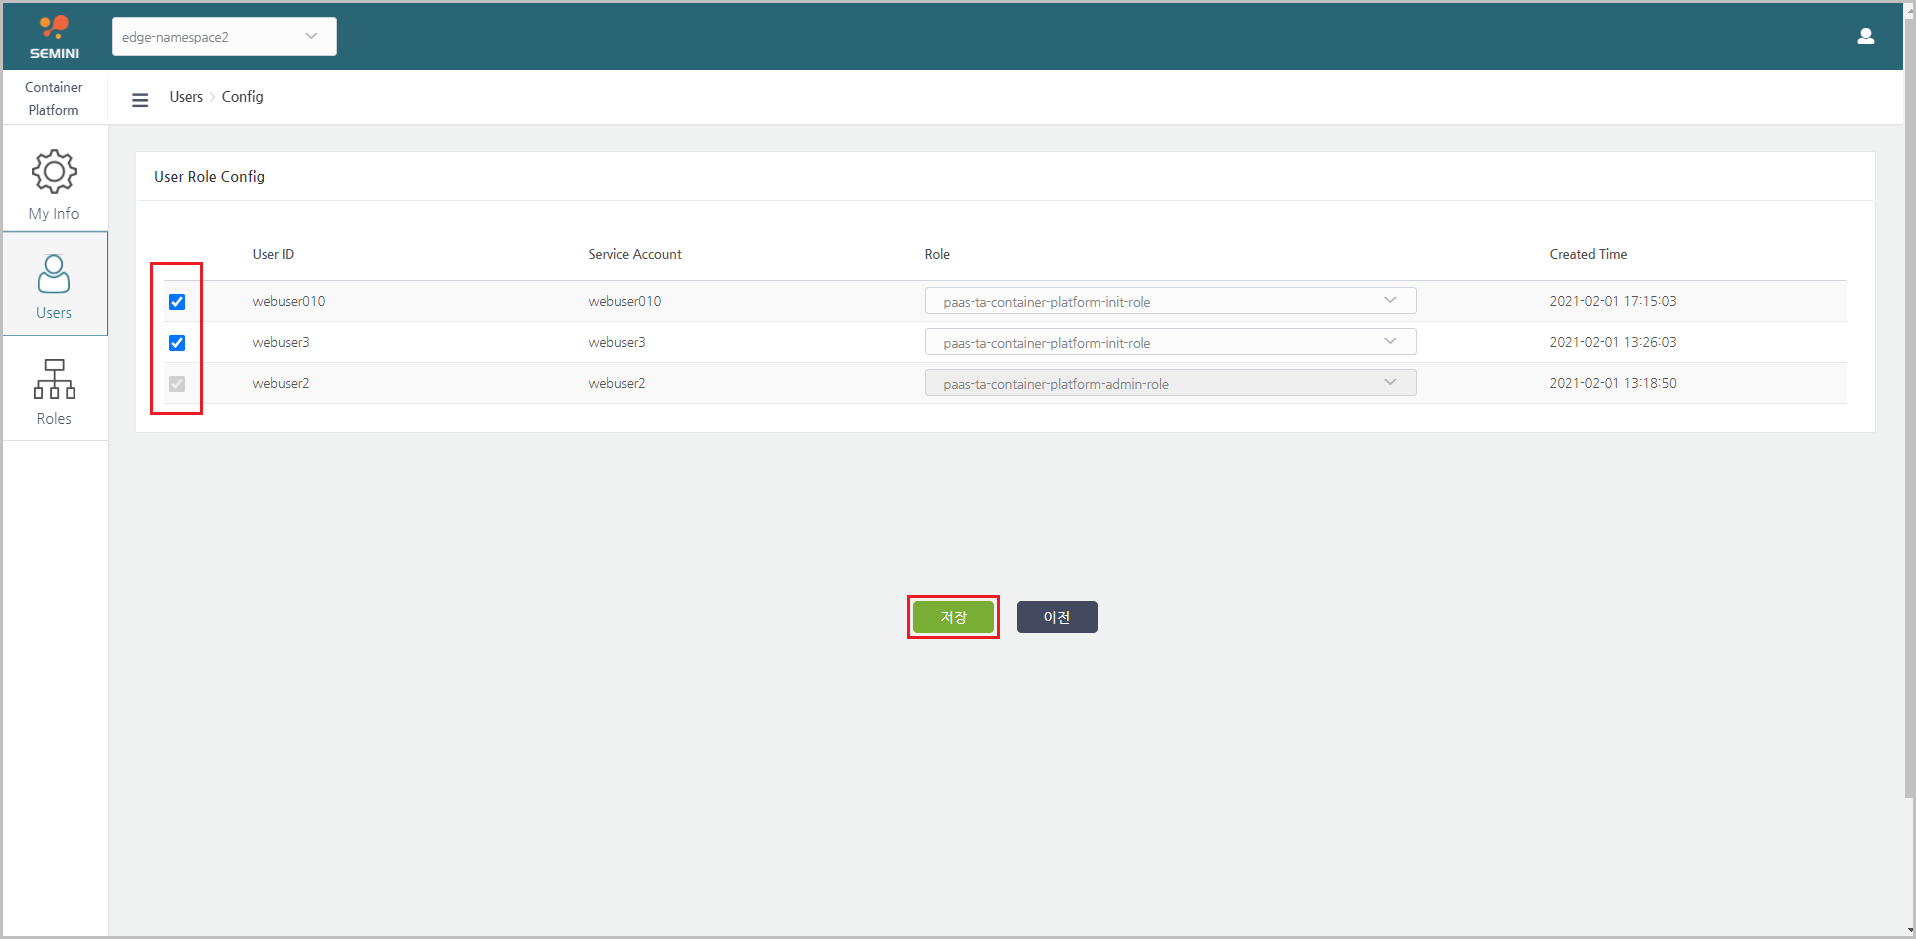 SEMINI
edge-namespace2
Container
Platform
Users
Config
My Info
Users
Roles
User Role Config
User ID Service Account Role Created Time
webuser010 webuser010 paas-ta-container-platform-init-role 2021-02-01 17:15:03
webuser3 webuser3 paas-ta-container-platform-init-role 2021-02-01 13:26:03
webuser2 webuser2 paas-ta-container-platform-admin-role 2021-02-01 13:18:50
저장 이전